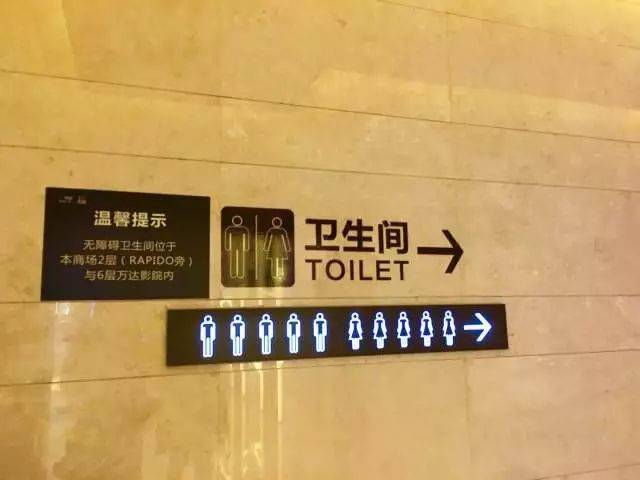 温馨提示
无障碍卫生间位于
本商场2层（RAPIDO旁）
与6层万达影院内
卫生间
TOILET